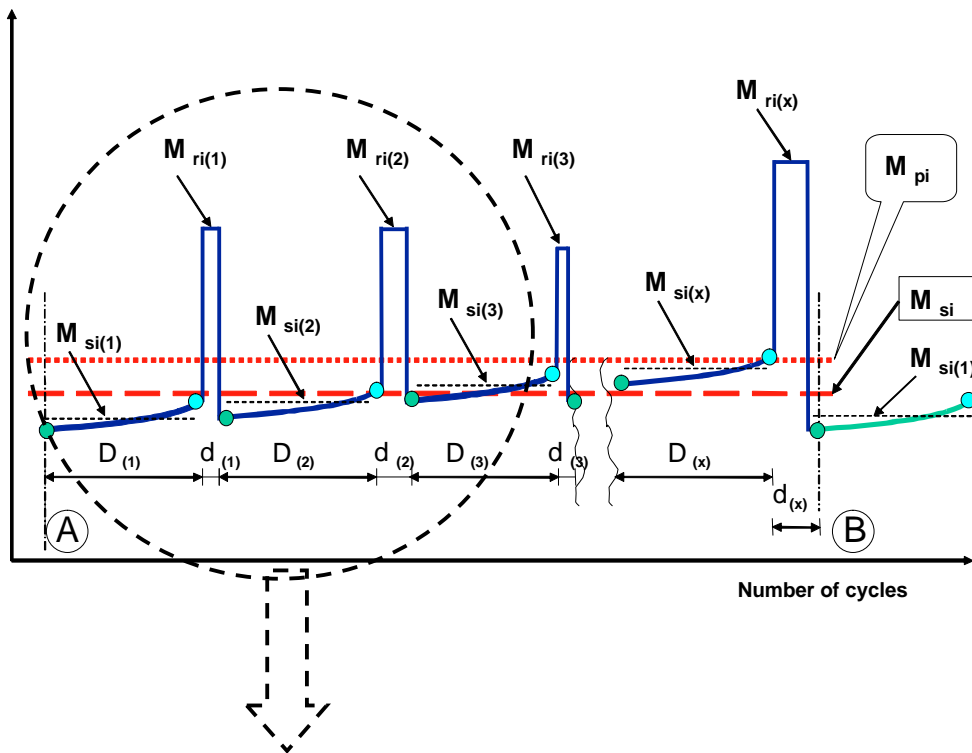 M ri(x)
M ri(1)
M ri(2)
M ri(3)
M pi
M si(1)
M si(2)
M si(3)
M si(x)
M si
M si(1)
D (1)
d (1)
D (2)
d (2)
D (3)
d (3)
D (x)
d (x)
A
B
Number of cycles